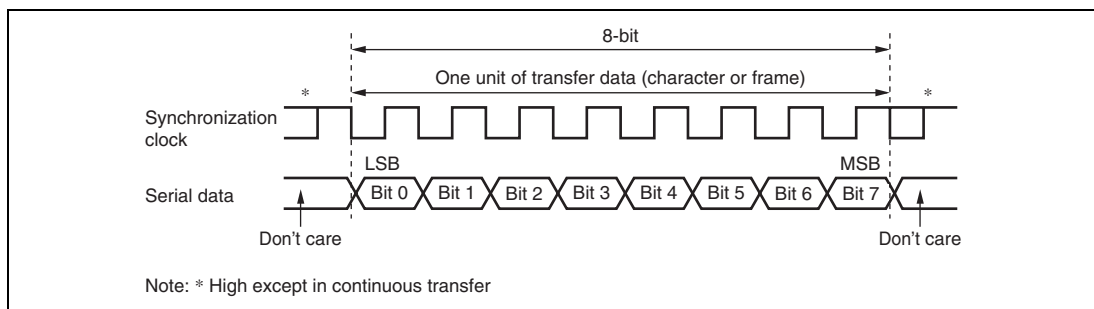 8-bit
One unit of transfer data (character or frame)
* *
Synchronization
clock
LSB MSB
Serial data Bit 0 Bit 1 Bit 2 Bit 3 Bit 4 Bit 5 Bit 6 Bit 7
Don't care Don't care
Note: * High except in continuous transfer